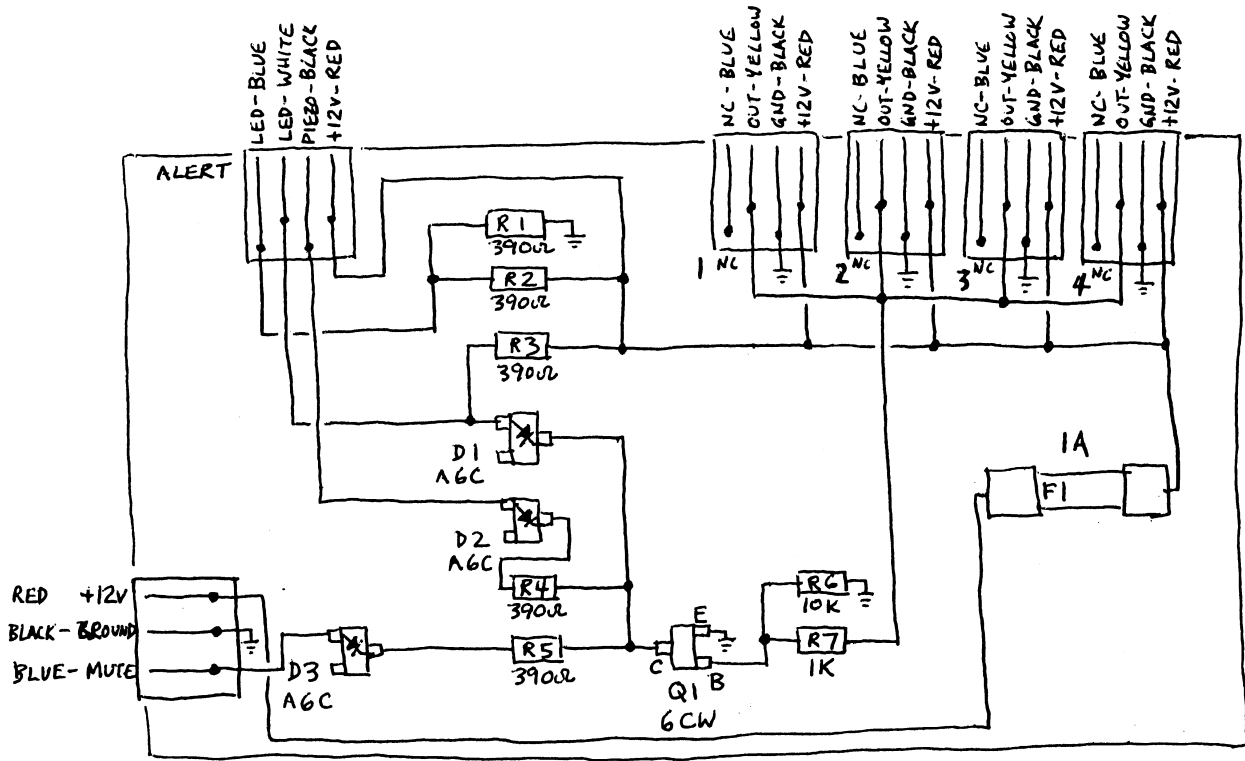 LED-BLUE
LED-WHITE
PIEZO-BLACK
+12V-RED
NC-BLUE
OUT-YELLOW
GND-BLACK
+12V-RED
NC-BLUE
OUT-YELLOW
GND-BLACK
+12V-RED
NC-BLUE
OUT-YELLOW
GND-BLACK
+12V-RED
NC-BLUE
OUT-YELLOW
GND-BLACK
+12V-RED
ALERT
R1
390Ω
1 NC
2 NC
3 NC
4 NC
R2
390Ω
R3
390Ω
D1
A6C
1A
F1
D2
A6C
R4
390Ω
RED +12V
BLACK-GROUND
BLUE-MUTE
D3
A6C
R5
390Ω
E
C
B
Q1
6CW
R6
10K
R7
1K